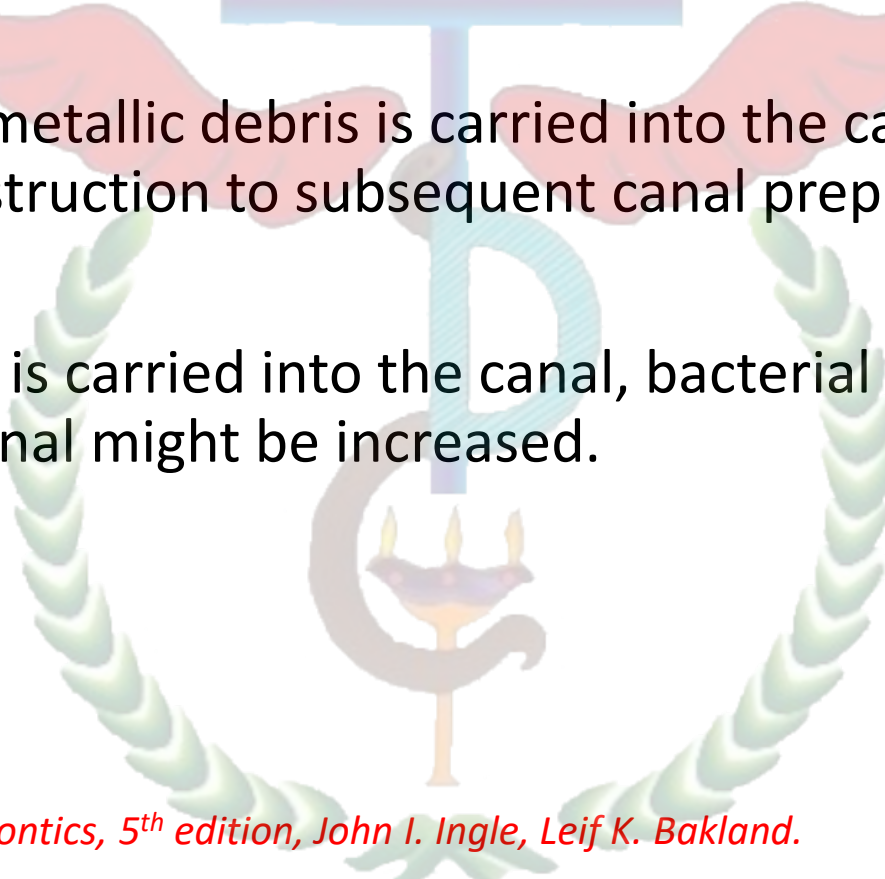 metallic debris is carried into the ca
struction to subsequent canal prep
is carried into the canal, bacterial
nal might be increased.
ontics, 5th edition, John I. Ingle, Leif K. Bakland.